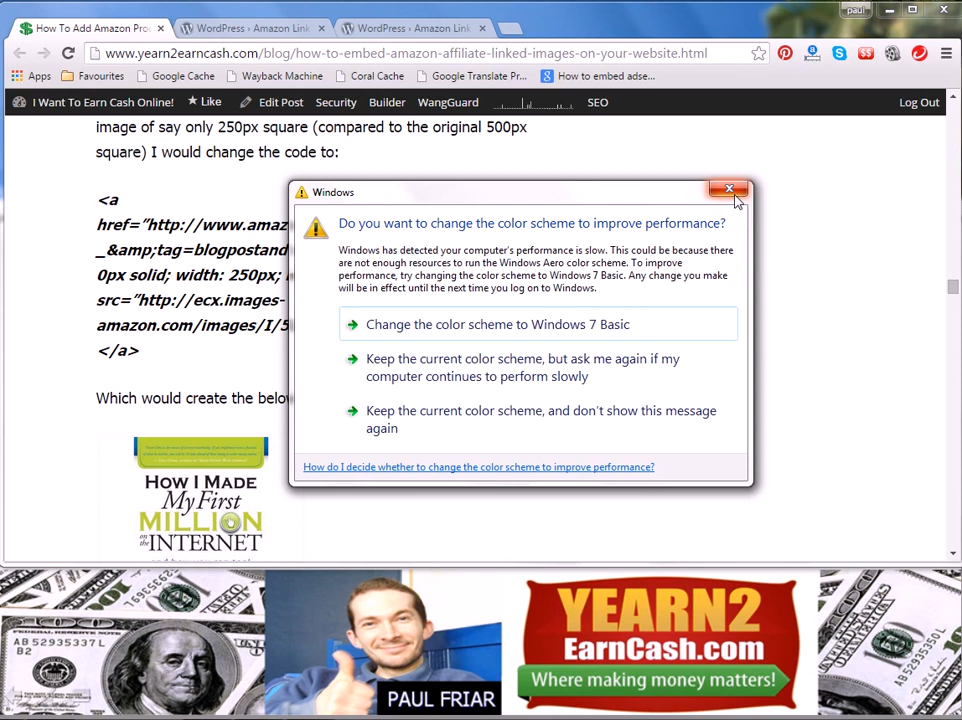 paul
How To Add Amazon Pro
WordPress › Amazon Link
WordPress › Amazon Link
www.yearn2earncash.com/blog/how-to-embed-amazon-affiliate-linked-images-on-your-website.html
Apps Favourites Google Cache Wayback Machine Coral Cache Google Translate Pr... How to embed adse...
I Want To Earn Cash Online! Like Edit Post Security Builder WangGuard SEO Log Out
image of say only 250px square (compared to the original 500px
square) I would change the code to:
<a
href="http://www.amaz
_&amp;tag=blogpostand
0px solid; width: 250px;
src="http://ecx.images-
amazon.com/images/I/5
</a>
Which would create the below
Windows
Do you want to change the color scheme to improve performance?
Windows has detected your computer's performance is slow. This could be because there
are not enough resources to run the Windows Aero color scheme. To improve
performance, try changing the color scheme to Windows 7 Basic. Any change you make
will be in effect until the next time you log on to Windows.
Change the color scheme to Windows 7 Basic
Keep the current color scheme, but ask me again if my
computer continues to perform slowly
Keep the current color scheme, and don't show this message
again
How do I decide whether to change the color scheme to improve performance?
HOW I MADE
My First
MILLION
on the
INTERNET
FEDERAL RESERVE NOTE
AB 52935337 L
B2
PAUL FRIAR
YEARN2
EarnCash.com
Where making money matters!